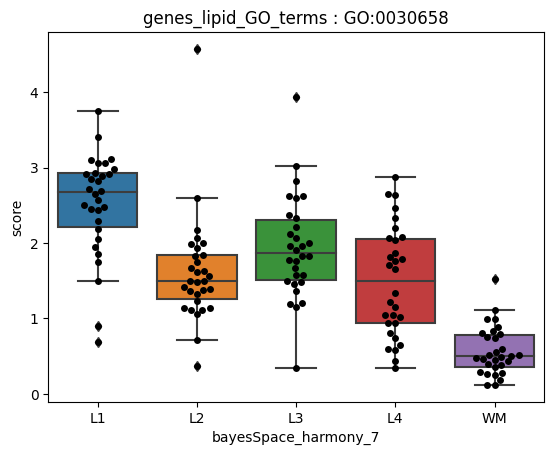 genes_lipid_GO_terms : GO:0030658
score
4
3
2
1
0
L1 L2 L3 L4 WM
bayesSpace_harmony_7